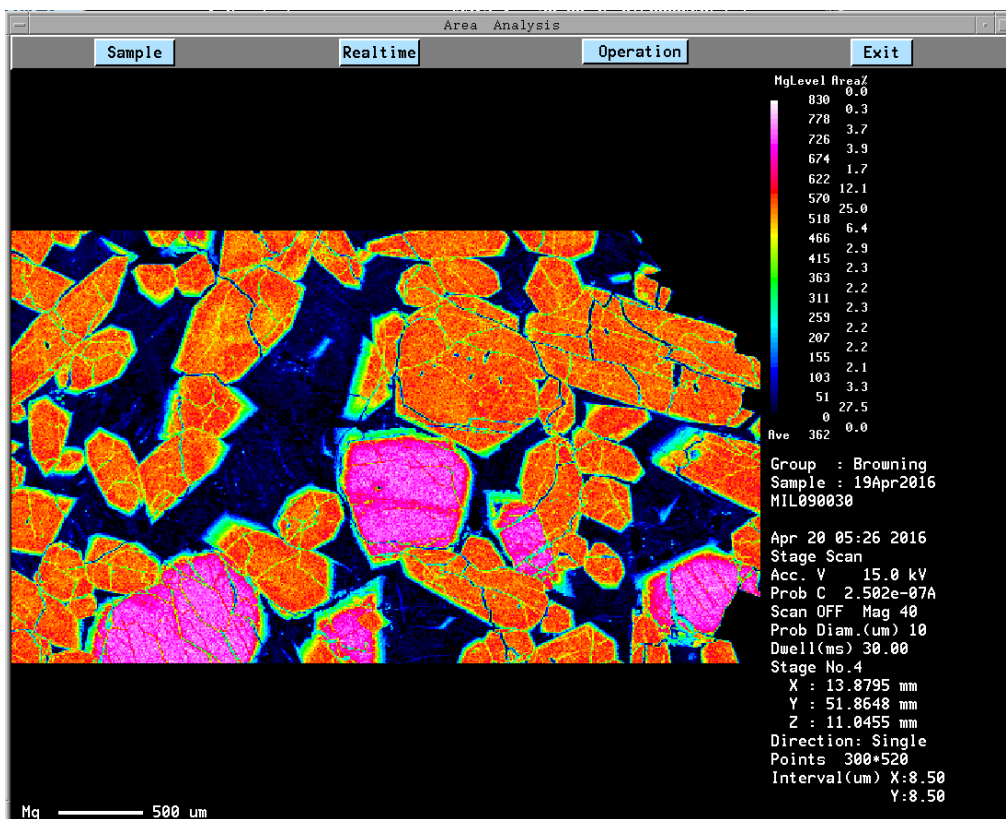 Area Analysis
Sample Realtime Operation Exit
MgLevel Area%
0.0
830
0.3
778
3.7
726
3.9
674
1.7
622
12.1
570
25.0
518
6.4
466
2.9
415
2.3
363
2.2
311
2.3
259
2.2
207
2.2
155
2.1
103
3.3
51
27.5
0
0.0
Ave 362
Group : Browning
Sample : 19Apr2016
MIL090030
Apr 20 05:26 2016
Stage Scan
Acc. V 15.0 kV
Prob C 2.502e-07A
Scan OFF Mag 40
Prob Diam.(um) 10
Dwell(ms) 30.00
Stage No.4
X : 13.8795 mm
Y : 51.8648 mm
Z : 11.0455 mm
Direction: Single
Points 300*520
Interval(um) X:8.50
Y:8.50
Mg 500 um